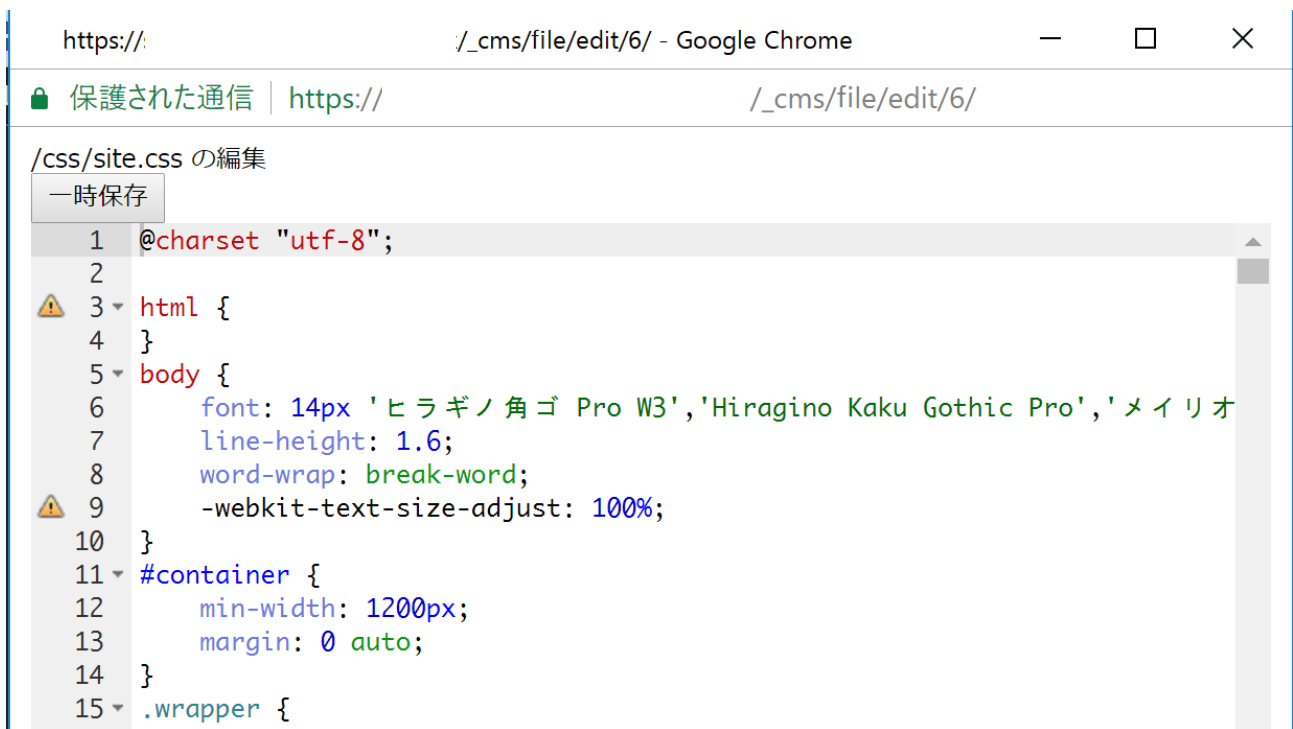 https:// :/_cms/file/edit/6/ - Google Chrome
保護された通信 https:// /_cms/file/edit/6/
/css/site.css の編集
一時保存
1 @charset "utf-8";
2
3 html {
4 }
5 body {
6 font: 14px 'ヒラギノ角ゴ Pro W3','Hiragino Kaku Gothic Pro','メイリオ
7 line-height: 1.6;
8 word-wrap: break-word;
9 -webkit-text-size-adjust: 100%;
10 }
11 #container {
12 min-width: 1200px;
13 margin: 0 auto;
14 }
15 .wrapper {